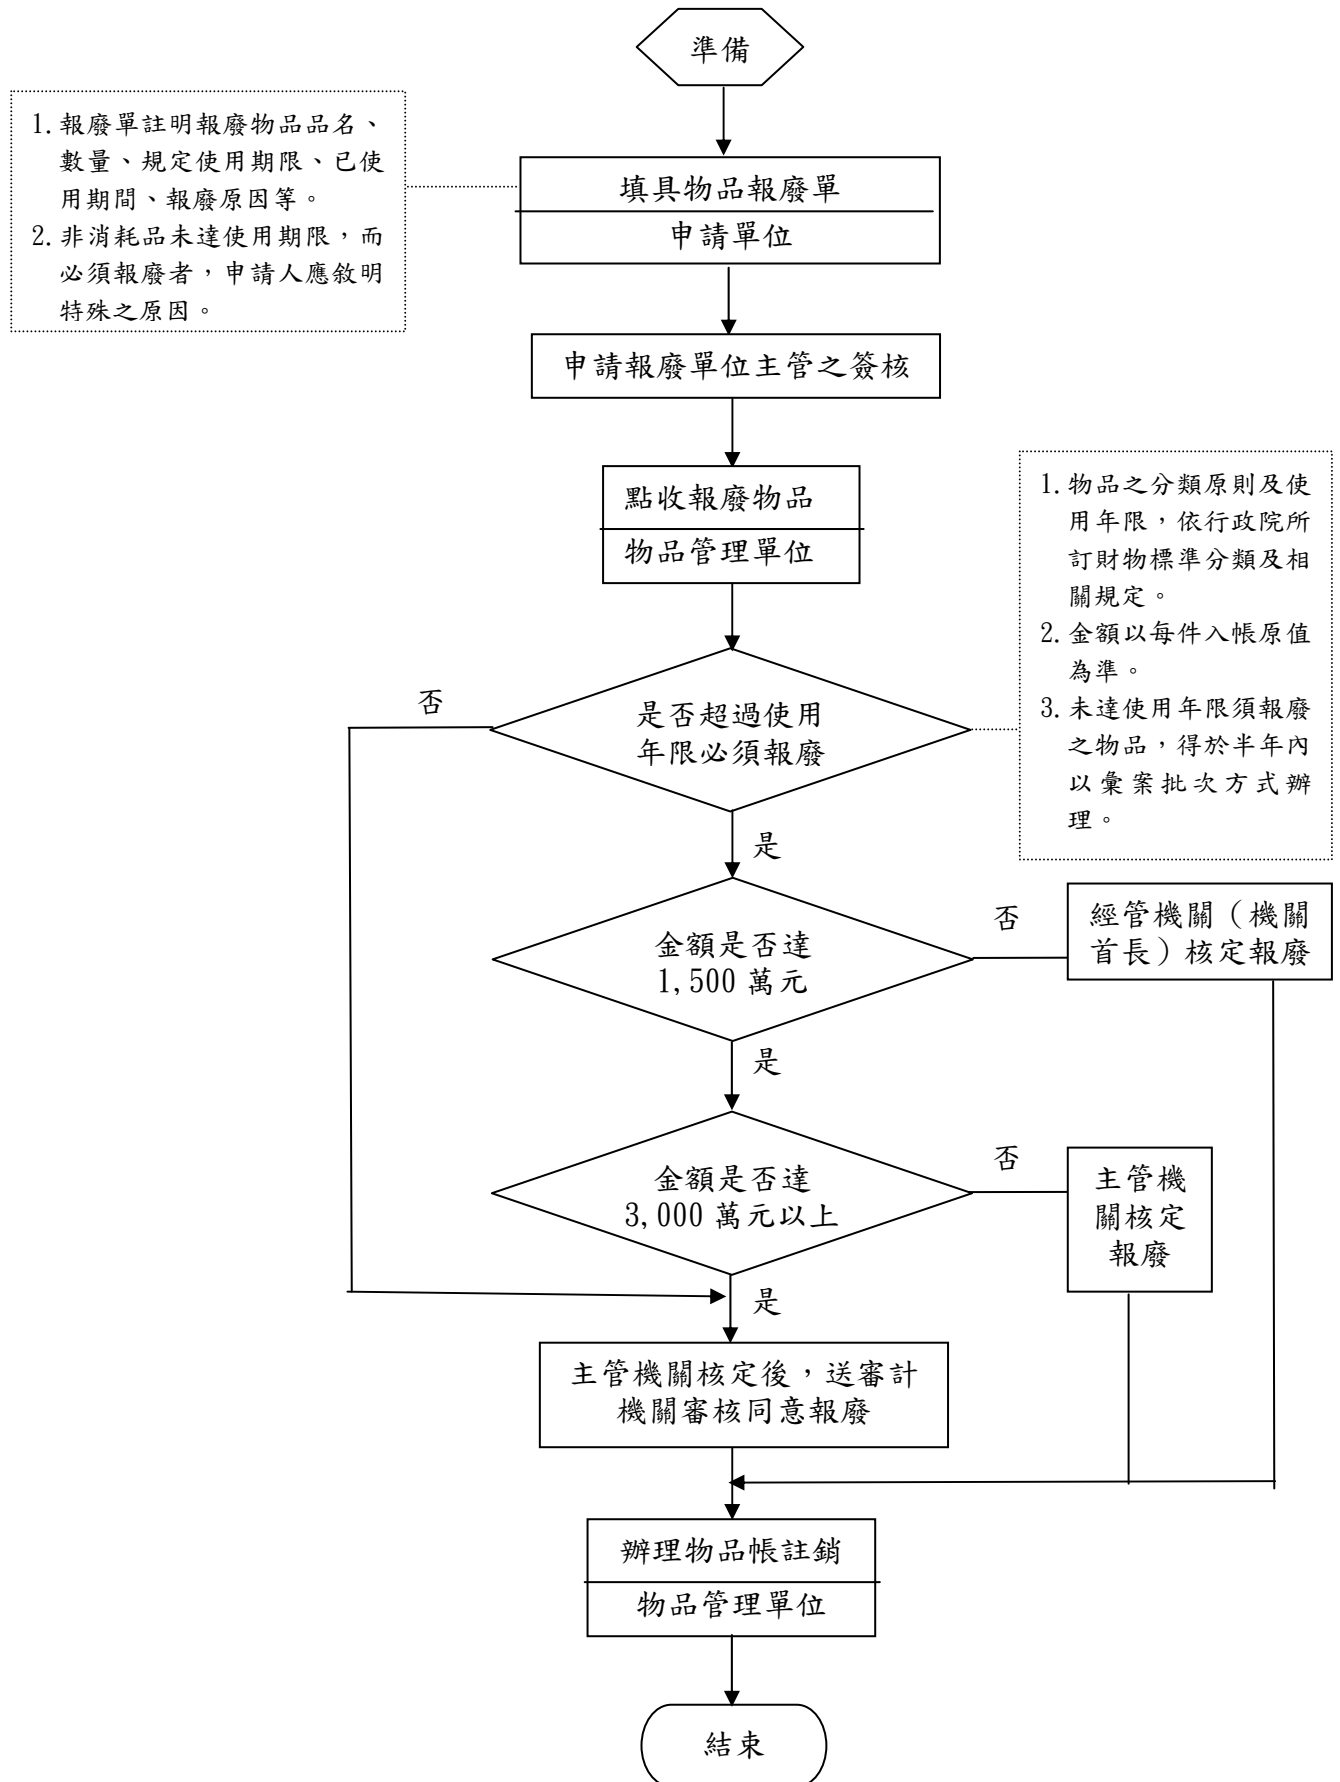 準備
1. 報廢單註明報廢物品品名、
數量、規定使用期限、已使
用期間、報廢原因等。
2. 非消耗品未達使用期限，而
必須報廢者，申請人應敘明
特殊之原因。
填具物品報廢單
申請單位
申請報廢單位主管之簽核
點收報廢物品
物品管理單位
1. 物品之分類原則及使
用年限，依行政院所
訂財物標準分類及相
關規定。
2. 金額以每件入帳原值
為準。
3. 未達使用年限須報廢
之物品，得於半年內
以彙案批次方式辦
理。
否
是否超過使用
年限必須報廢
是
金額是否達
1,500 萬元
否
經管機關（機關
首長）核定報廢
是
金額是否達
3,000 萬元以上
否
主管機
關核定
報廢
是
主管機關核定後，送審計
機關審核同意報廢
辦理物品帳註銷
物品管理單位
結束